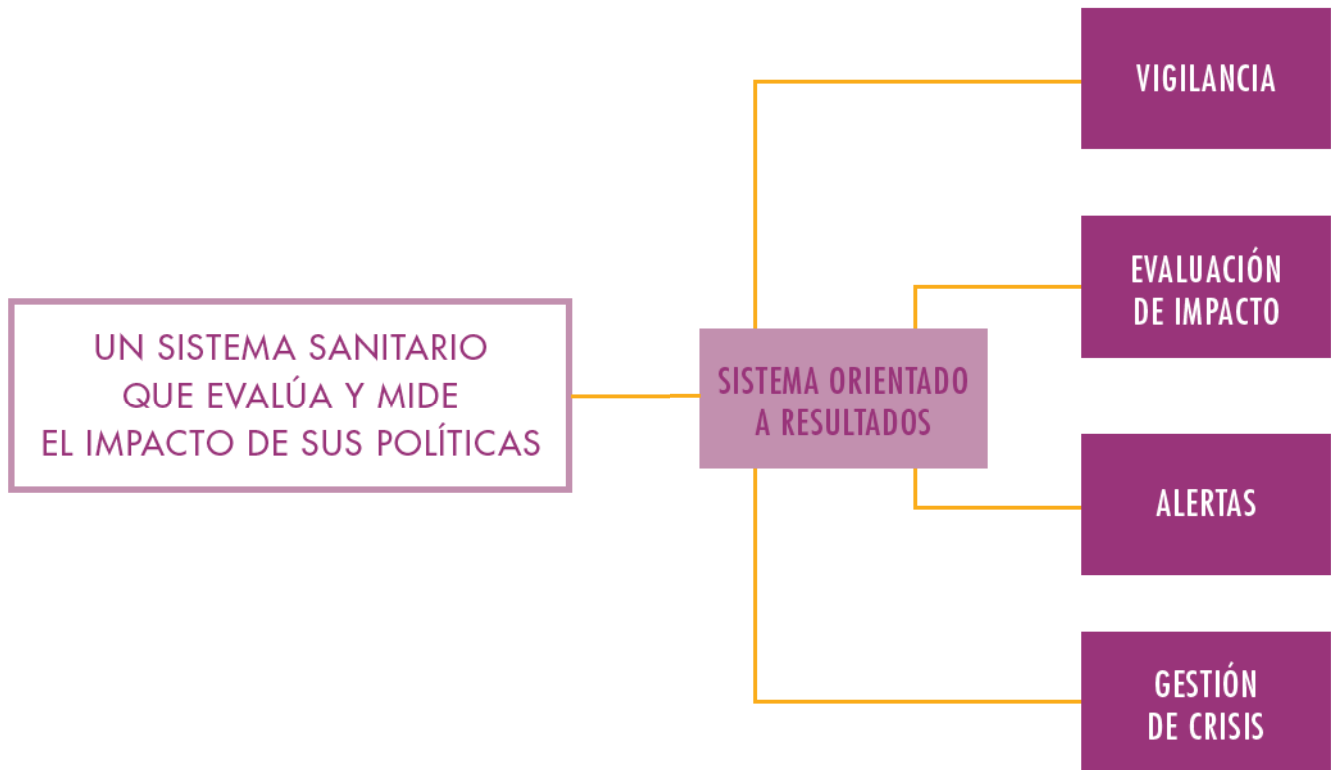 UN SISTEMA SANITARIO
QUE EVALÚA Y MIDE
EL IMPACTO DE SUS POLÍTICAS
SISTEMA ORIENTADO
A RESULTADOS
VIGILANCIA
EVALUACIÓN
DE IMPACTO
ALERTAS
GESTIÓN
DE CRISIS